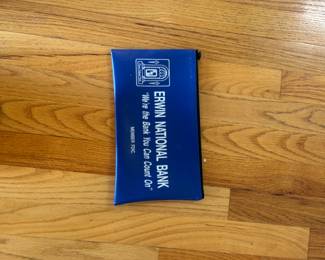 ERWIN NATIONAL BANK
"We're the Bank You Can Count On"
MEMBER FDIC